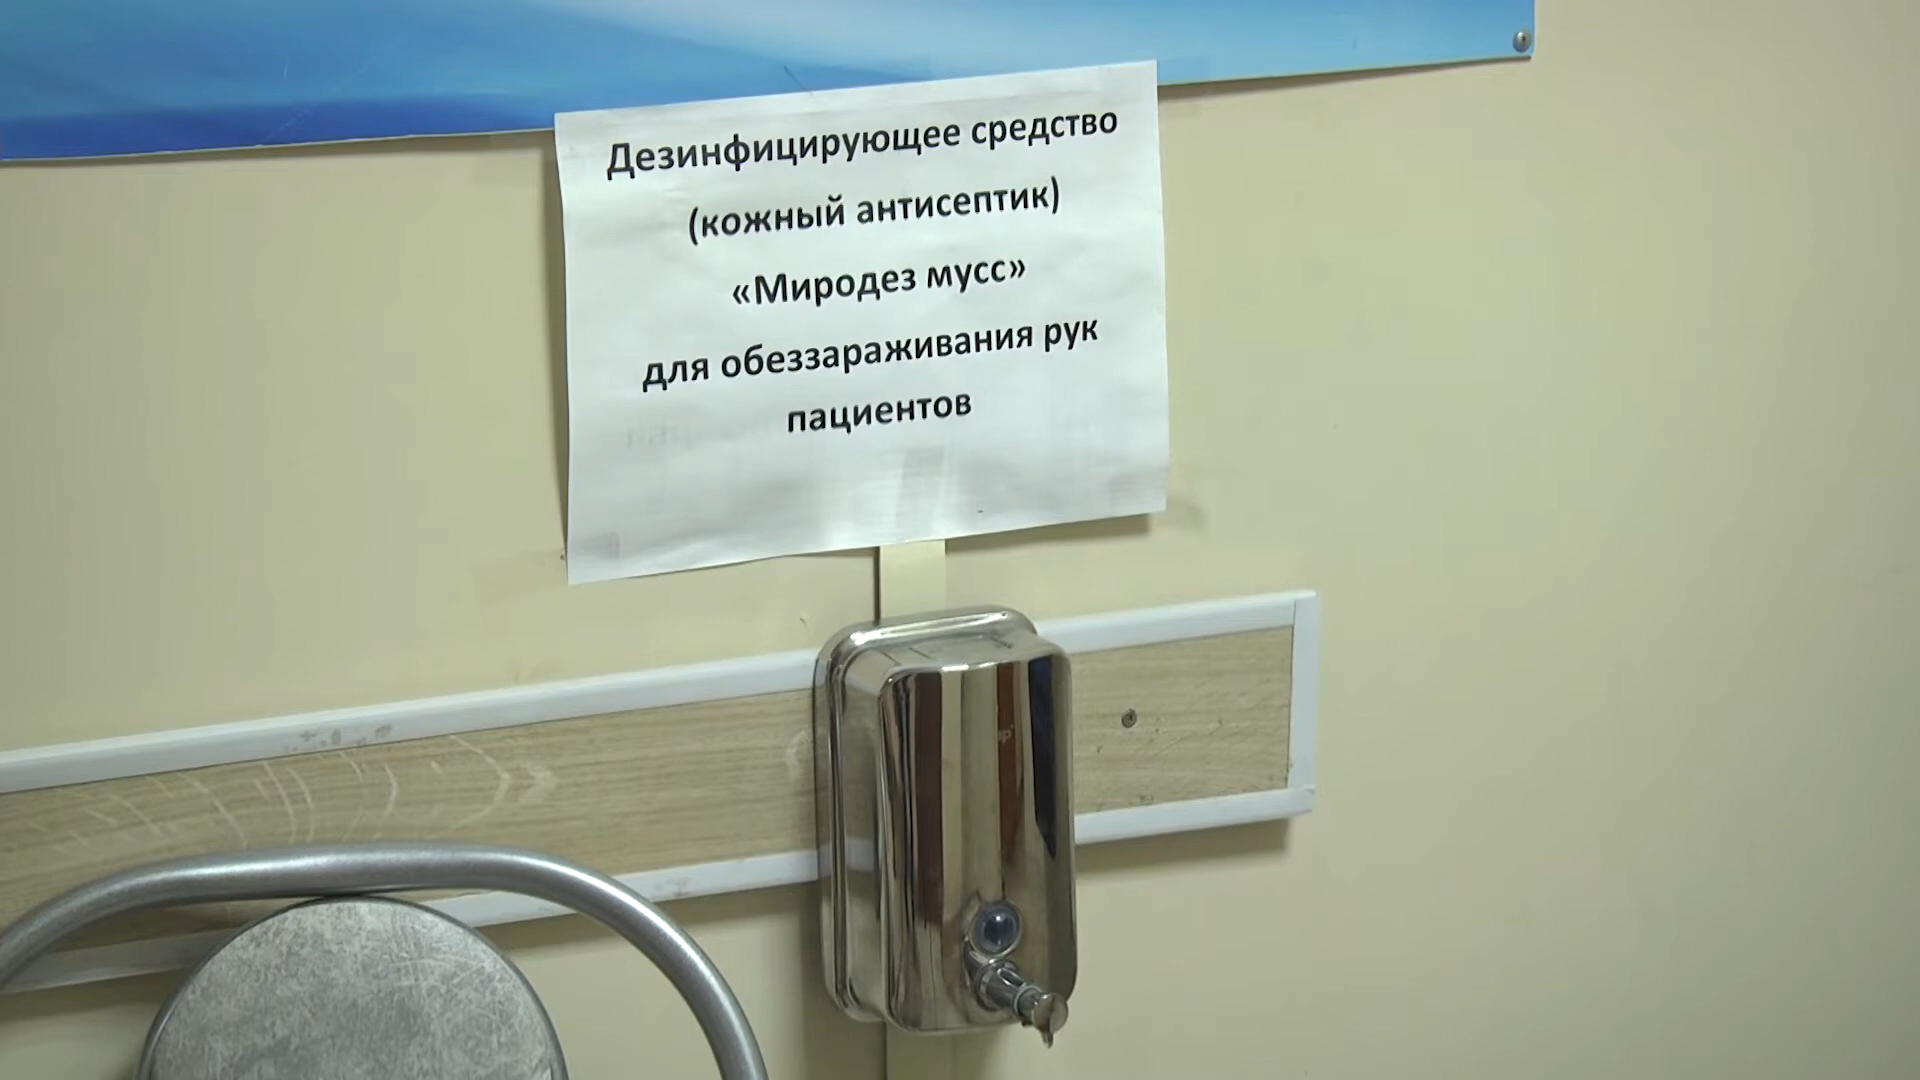 Дезинфицирующее средство
(кожный антисептик)
«Миродез мусс»
для обеззараживания рук
пациентов